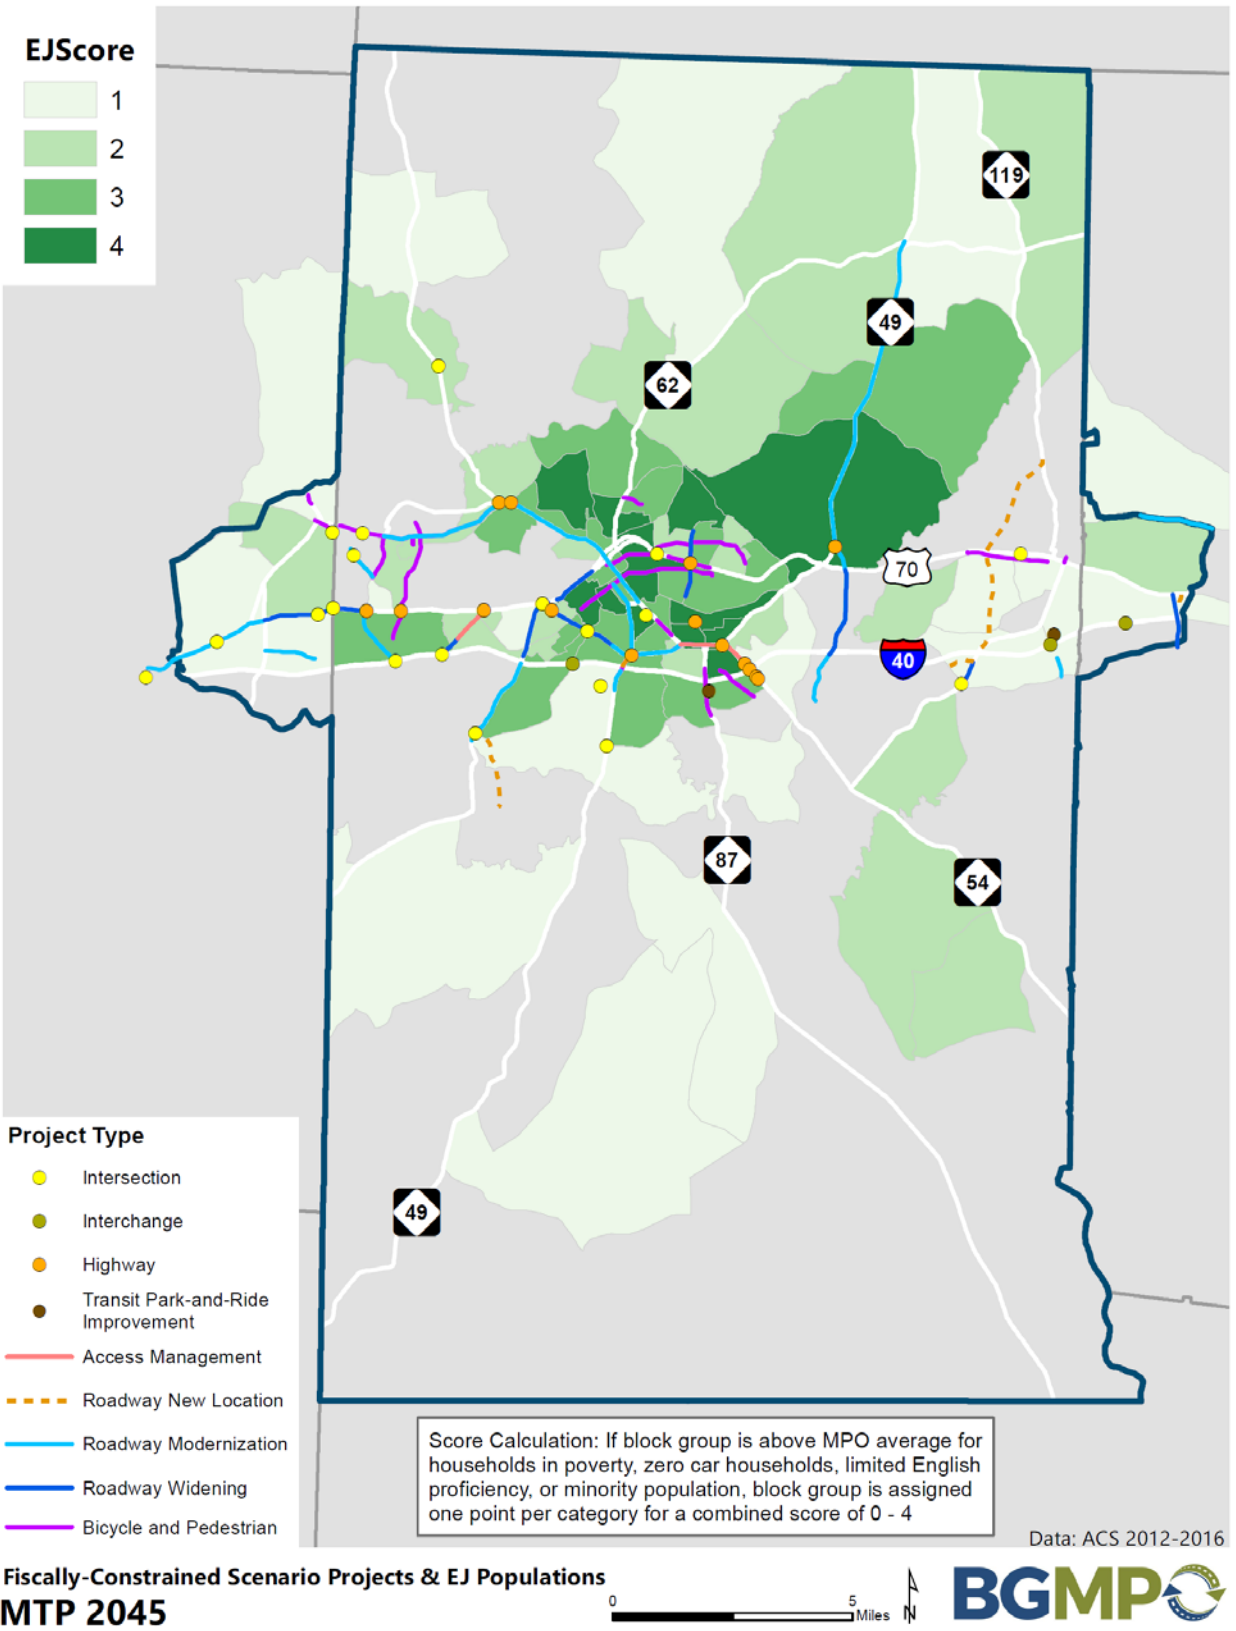 EJScore
1
2
3
4
119
49
62
70
40
87
54
49
Project Type
Intersection
Interchange
Highway
Transit Park-and-Ride
Improvement
Access Management
Roadway New Location
Roadway Modernization
Roadway Widening
Bicycle and Pedestrian
Score Calculation: If block group is above MPO average for
households in poverty, zero car households, limited English
proficiency, or minority population, block group is assigned
one point per category for a combined score of 0 - 4
Data: ACS 2012-2016
Fiscally-Constrained Scenario Projects & EJ Populations
MTP 2045
0 5
Miles
N
BGMPO